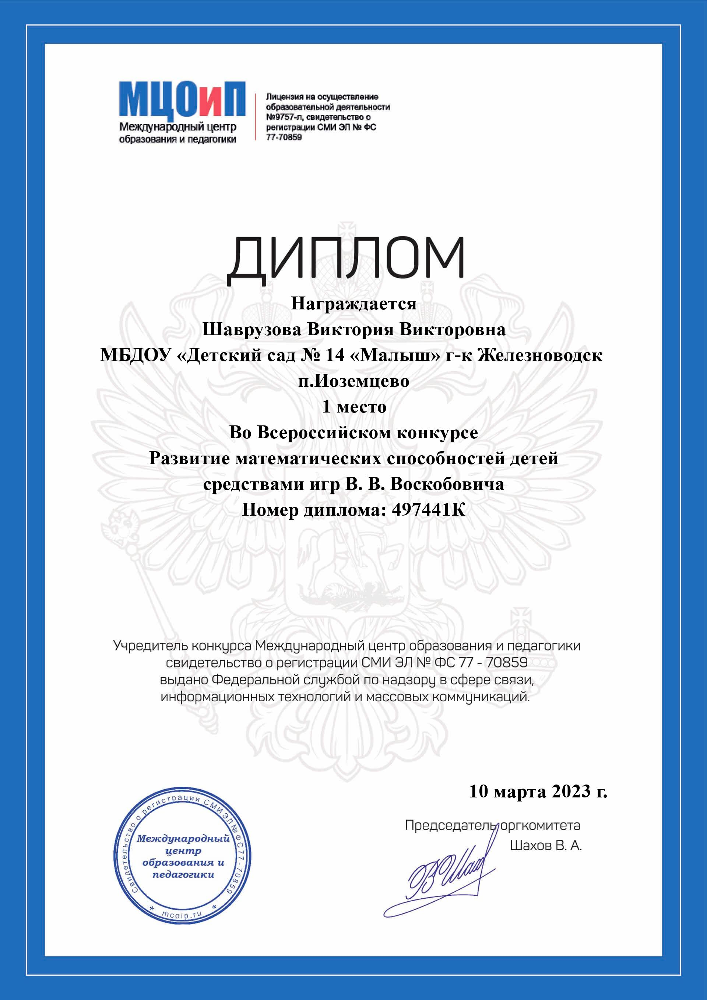 МЦОиП
Международный центр
образования и педагогики
Лицензия на осуществление
образовательной деятельности
№9757-л, свидетельство о
регистрации СМИ ЭЛ № ФС
77-70859
ДИПЛОМ
Награждается
Шаврузова Виктория Викторовна
МБДОУ «Детский сад № 14 «Малыш» г-к Железноводск
п.Иоземцево
1 место
Во Всероссийском конкурсе
Развитие математических способностей детей
средствами игр В. В. Воскобовича
Номер диплома: 497441К
Учредитель конкурса Международный центр образования и педагогики
свидетельство о регистрации СМИ ЭЛ № ФС 77 - 70859
выдано Федеральной службой по надзору в сфере связи,
информационных технологий и массовых коммуникаций.
10 марта 2023 г.
Председатель оргкомитета
Шахов В. А.
Свидетельство о регистрации СМИ ЭЛ № ФС 77-70859
Международный
центр
образования и
педагогики
* mcoip.ru *
ВШах